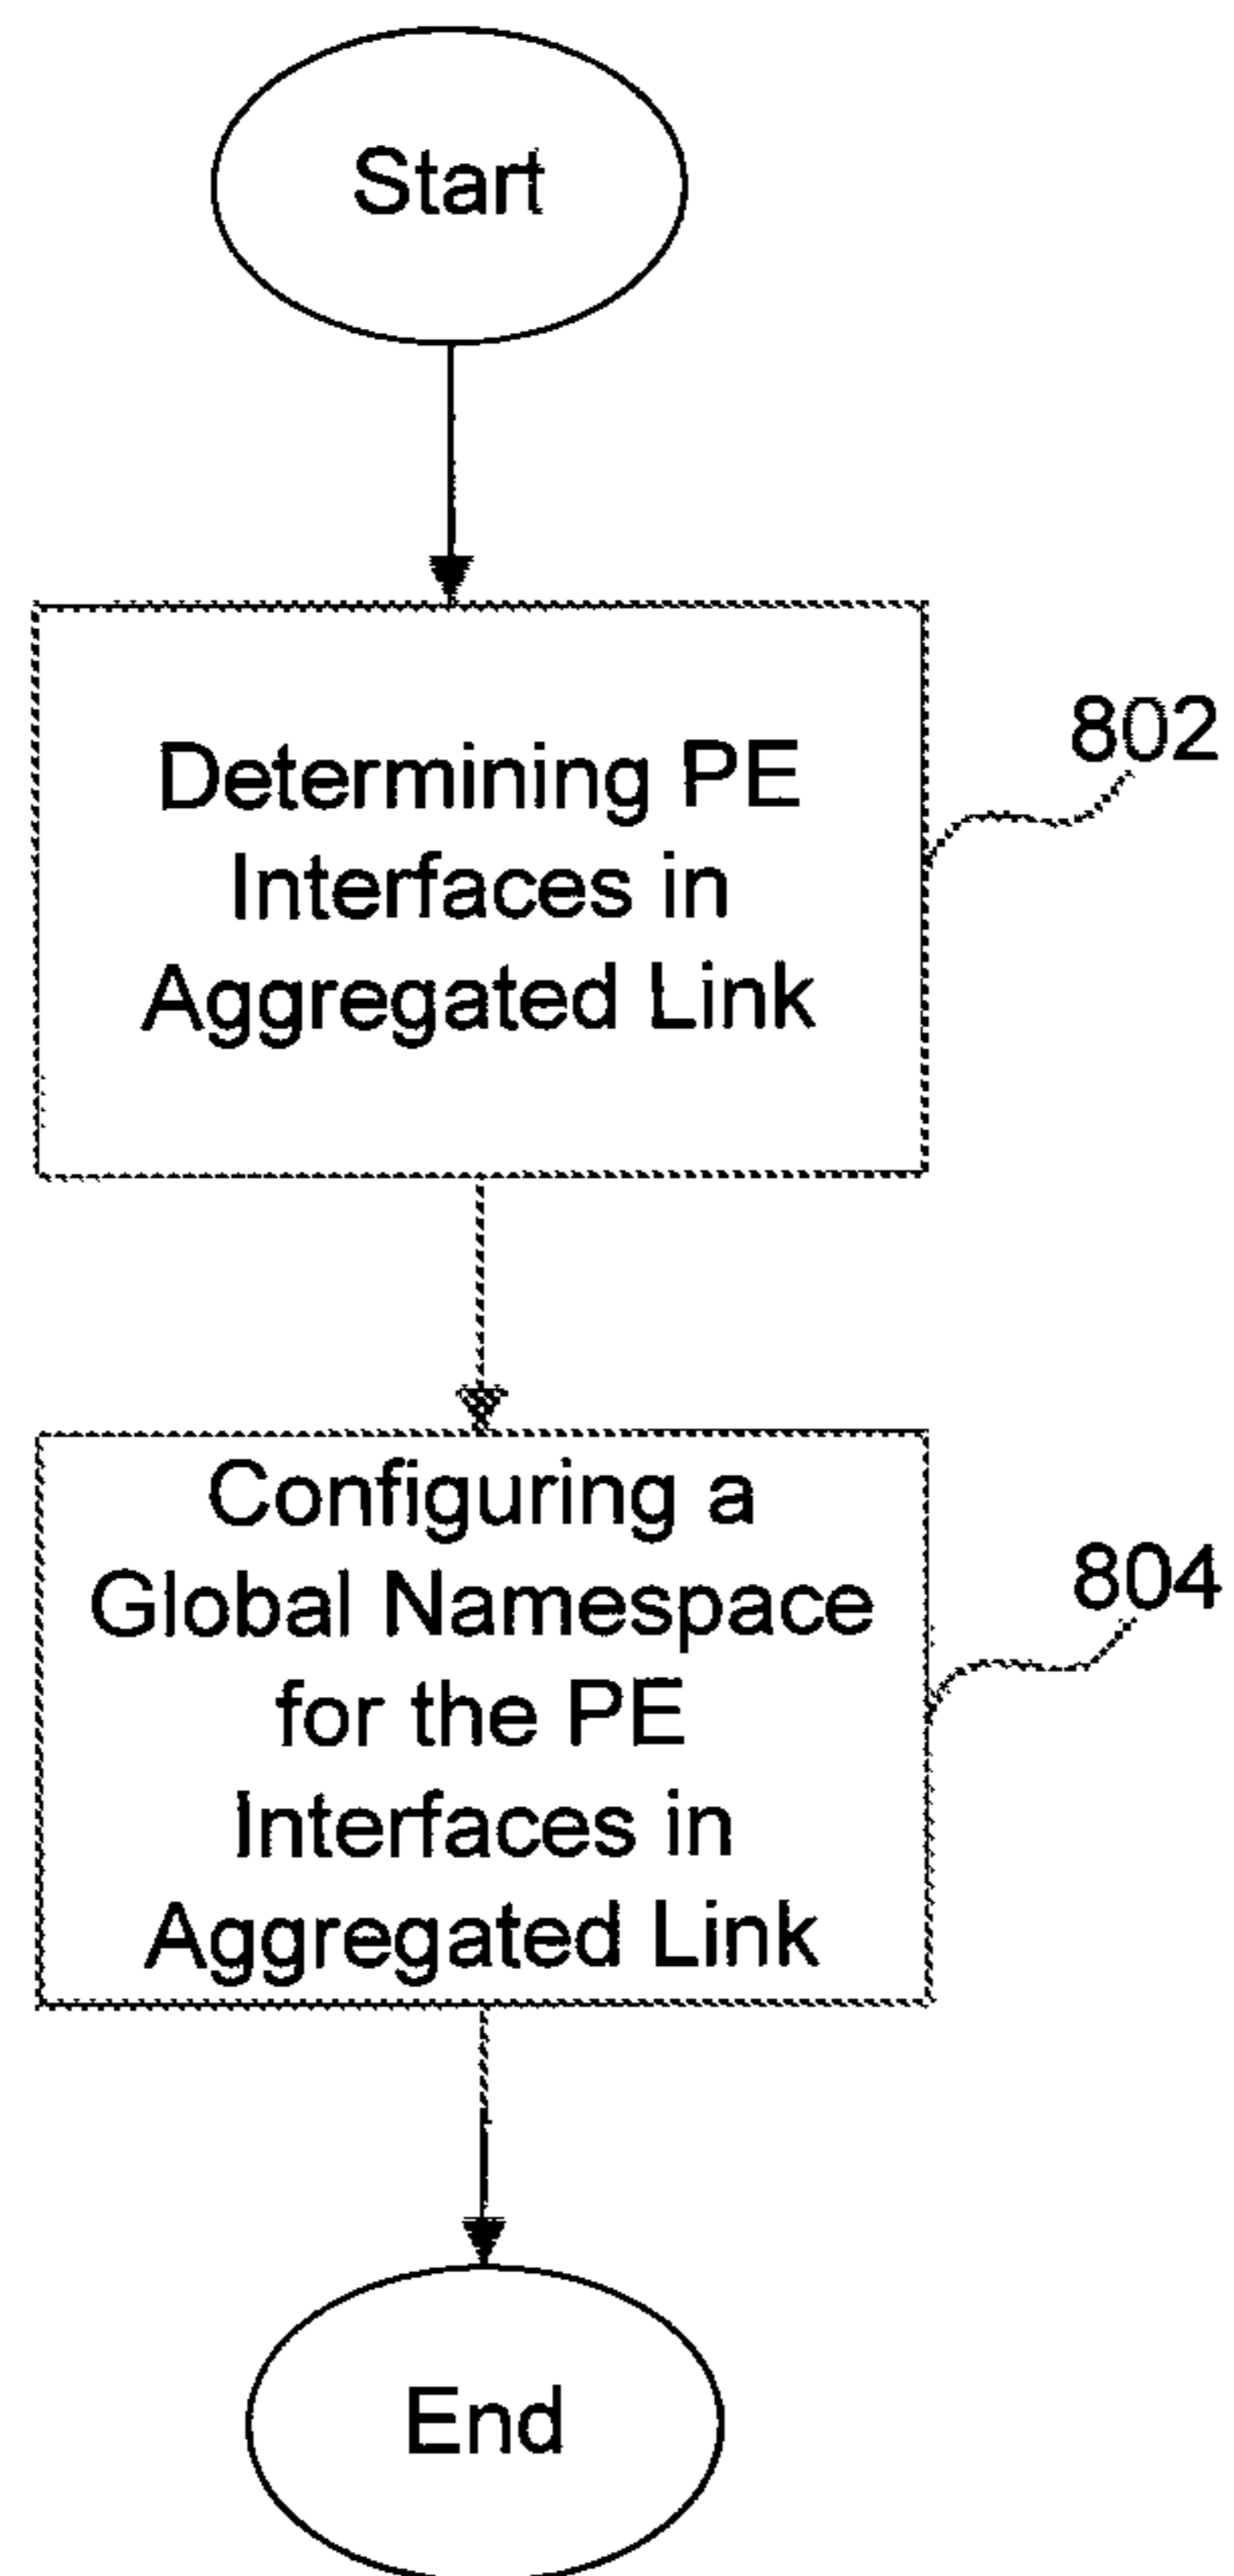 Start
Determining PE
Interfaces in
Aggregated Link
802
Configuring a
Global Namespace
for the PE
Interfaces in
Aggregated Link
804
End